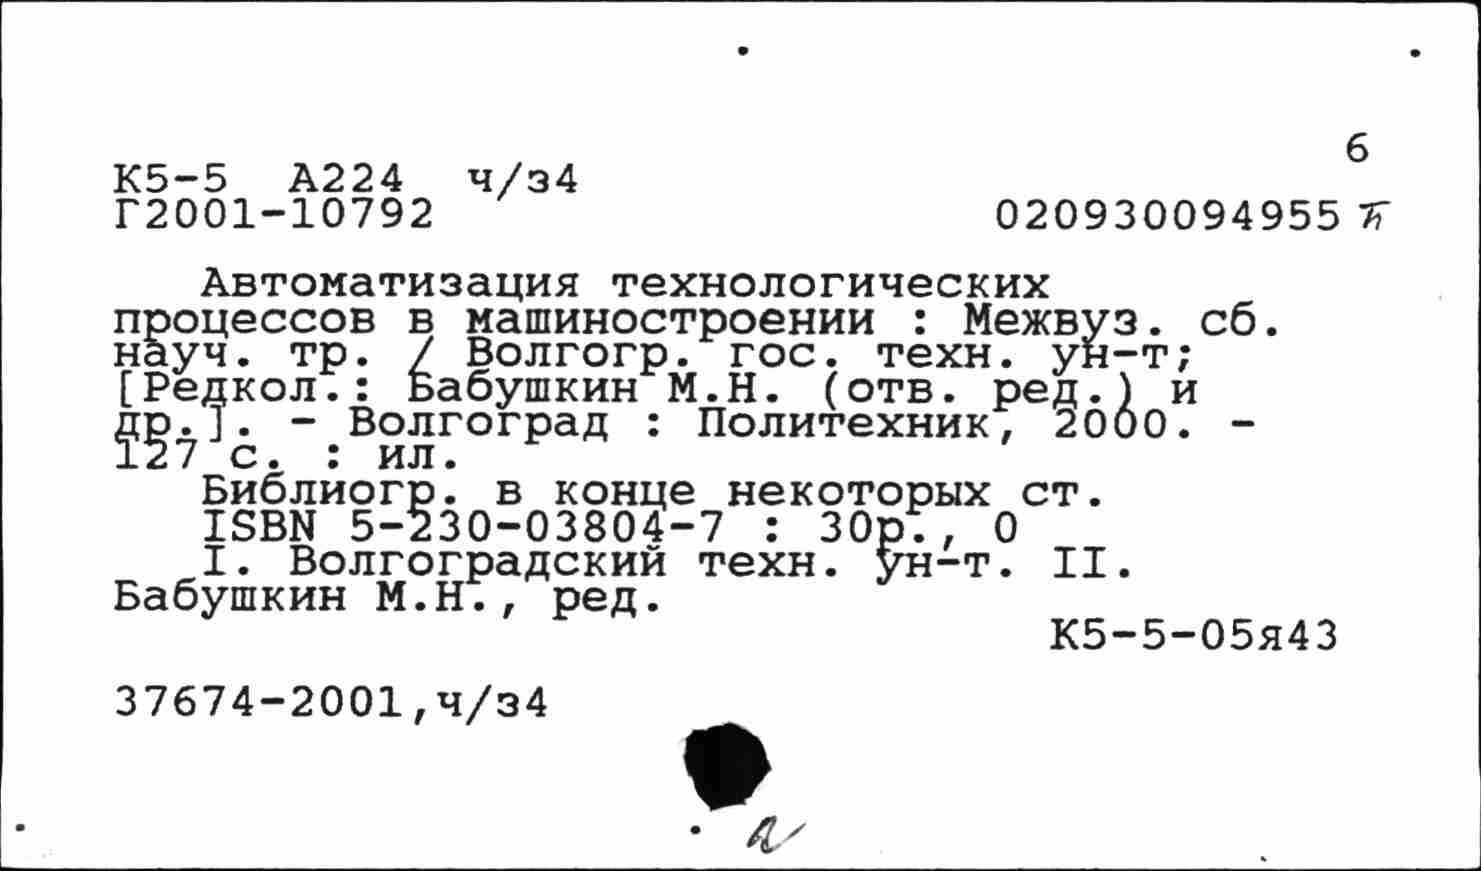 6
К5-5 А224 ч/з4
Г2001-10792 020930094955
Автоматизация технологических
процессов в машиностроении : Межвуз. сб.
науч. тр. / Волгогр. гос. техн. ун-т;
[Редкол.: Бабушкин М.Н. (отв. ред.) и
др.]. - Волгоград : Политехник, 2000. -
127 с. : ил.
Библиогр. в конце некоторых ст.
ISBN 5-230-03804-7 : 30р., 0
I. Волгоградский техн. ун-т. II.
Бабушкин М.Н., ред.
К5-5-05я43
37674-2001,ч/з4